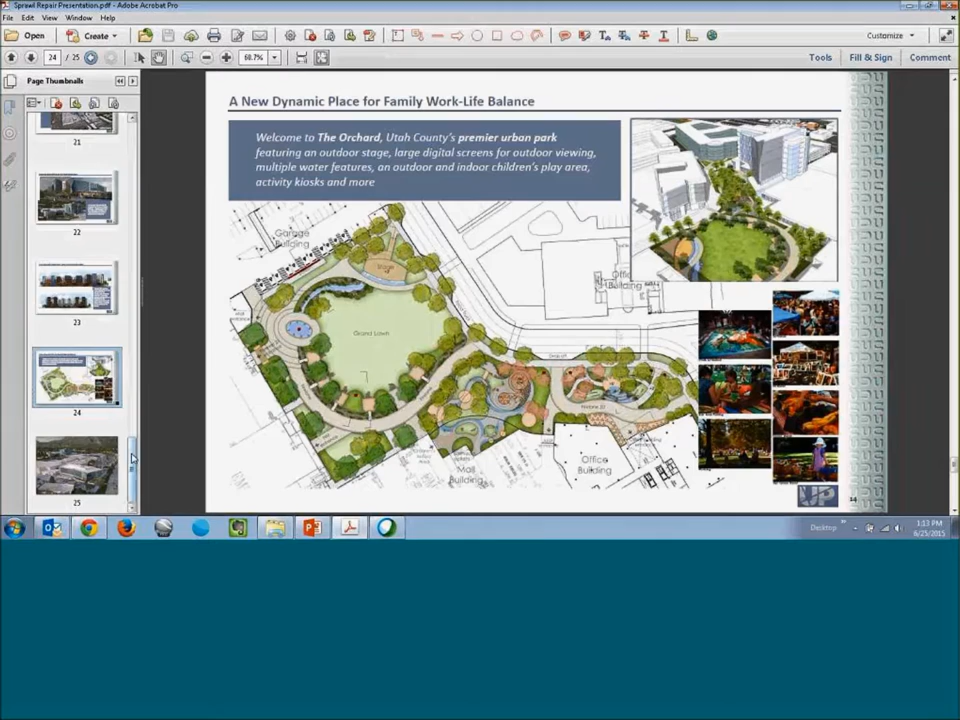 Sprawl Repair Presentation.pdf - Adobe Acrobat Pro
File Edit View Window Help
Open Create Customize
24 / 25 68.7% Tools Fill & Sign Comment
Page Thumbnails
21
22
23
24
25
A New Dynamic Place for Family Work-Life Balance
Welcome to The Orchard, Utah County's premier urban park
featuring an outdoor stage, large digital screens for outdoor viewing,
multiple water features, an outdoor and indoor children's play area,
activity kiosks and more
Garage
Building
Stage
Grand Lawn
Office
Building
Mall
Building
Office
Building
UP
Desktop
1:13 PM
6/25/2015